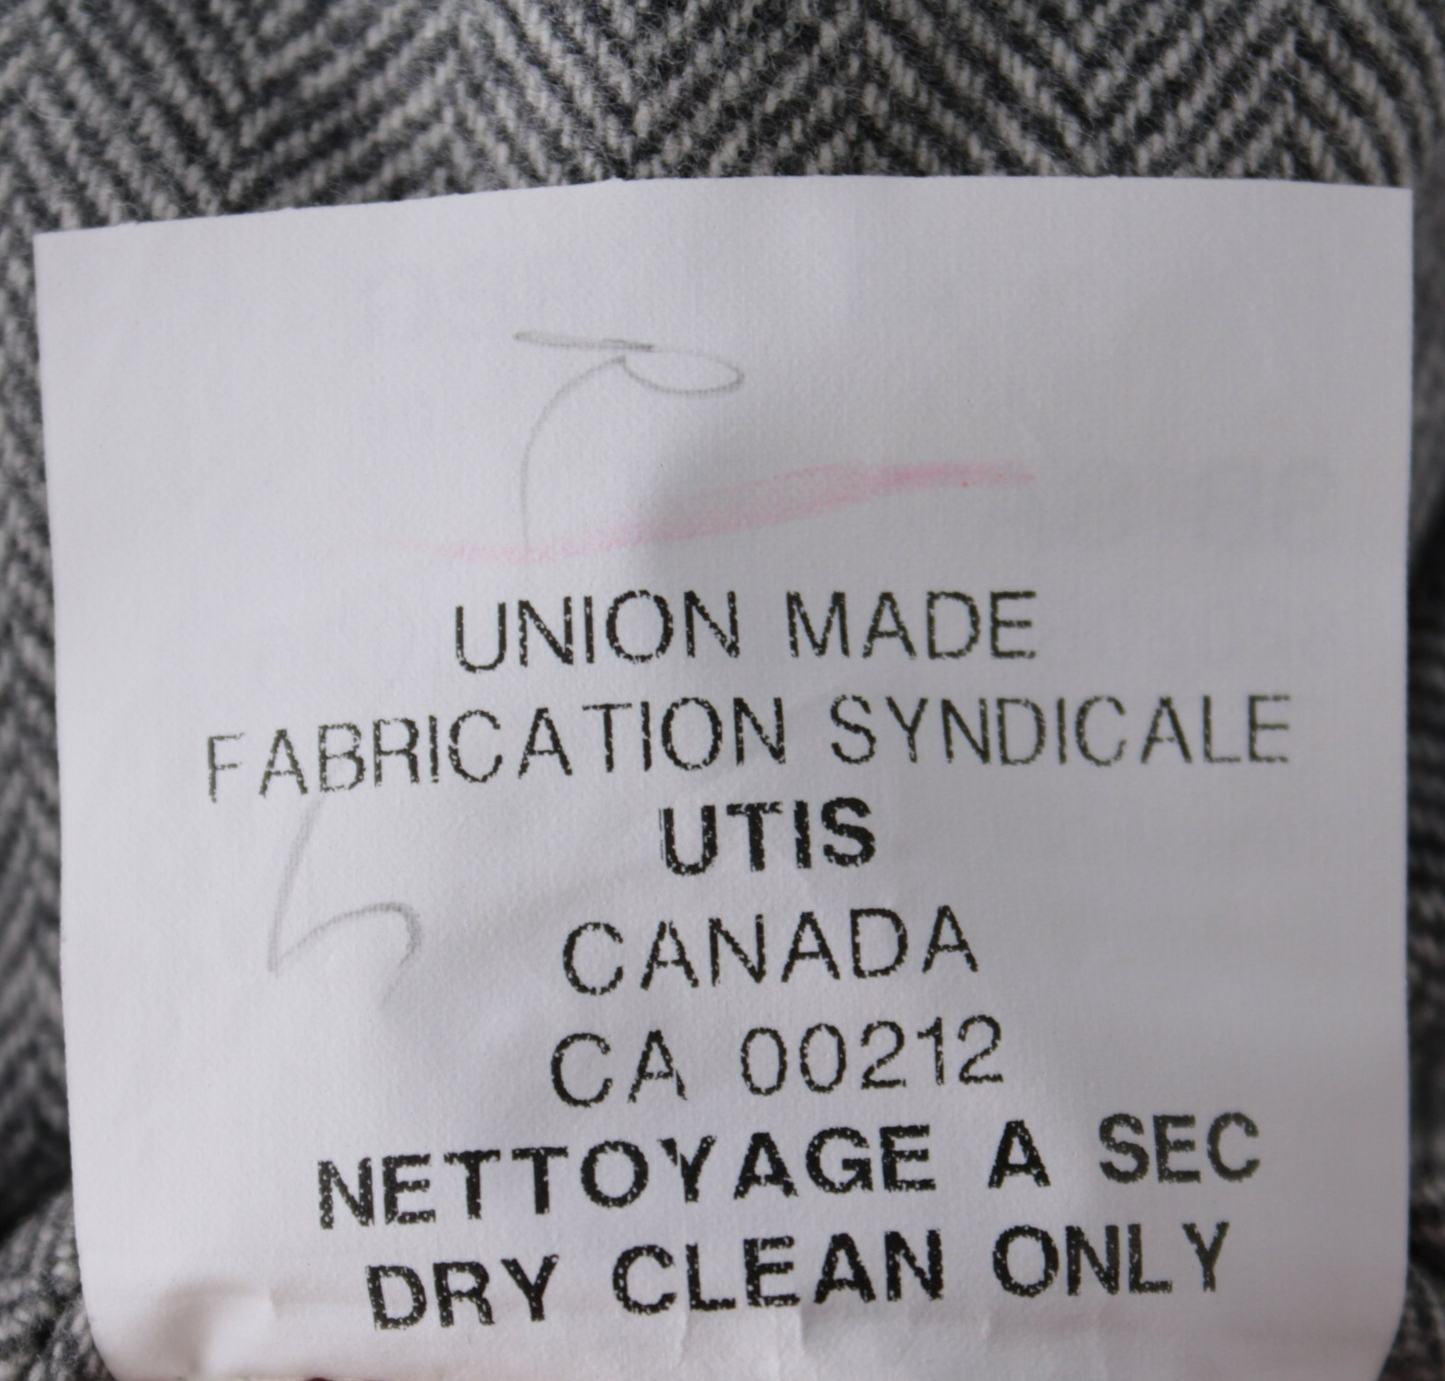 UNION MADE
FABRICATION SYNDICALE
UTIS
CANADA
CA 00212
NETTOYAGE A SEC
DRY CLEAN ONLY